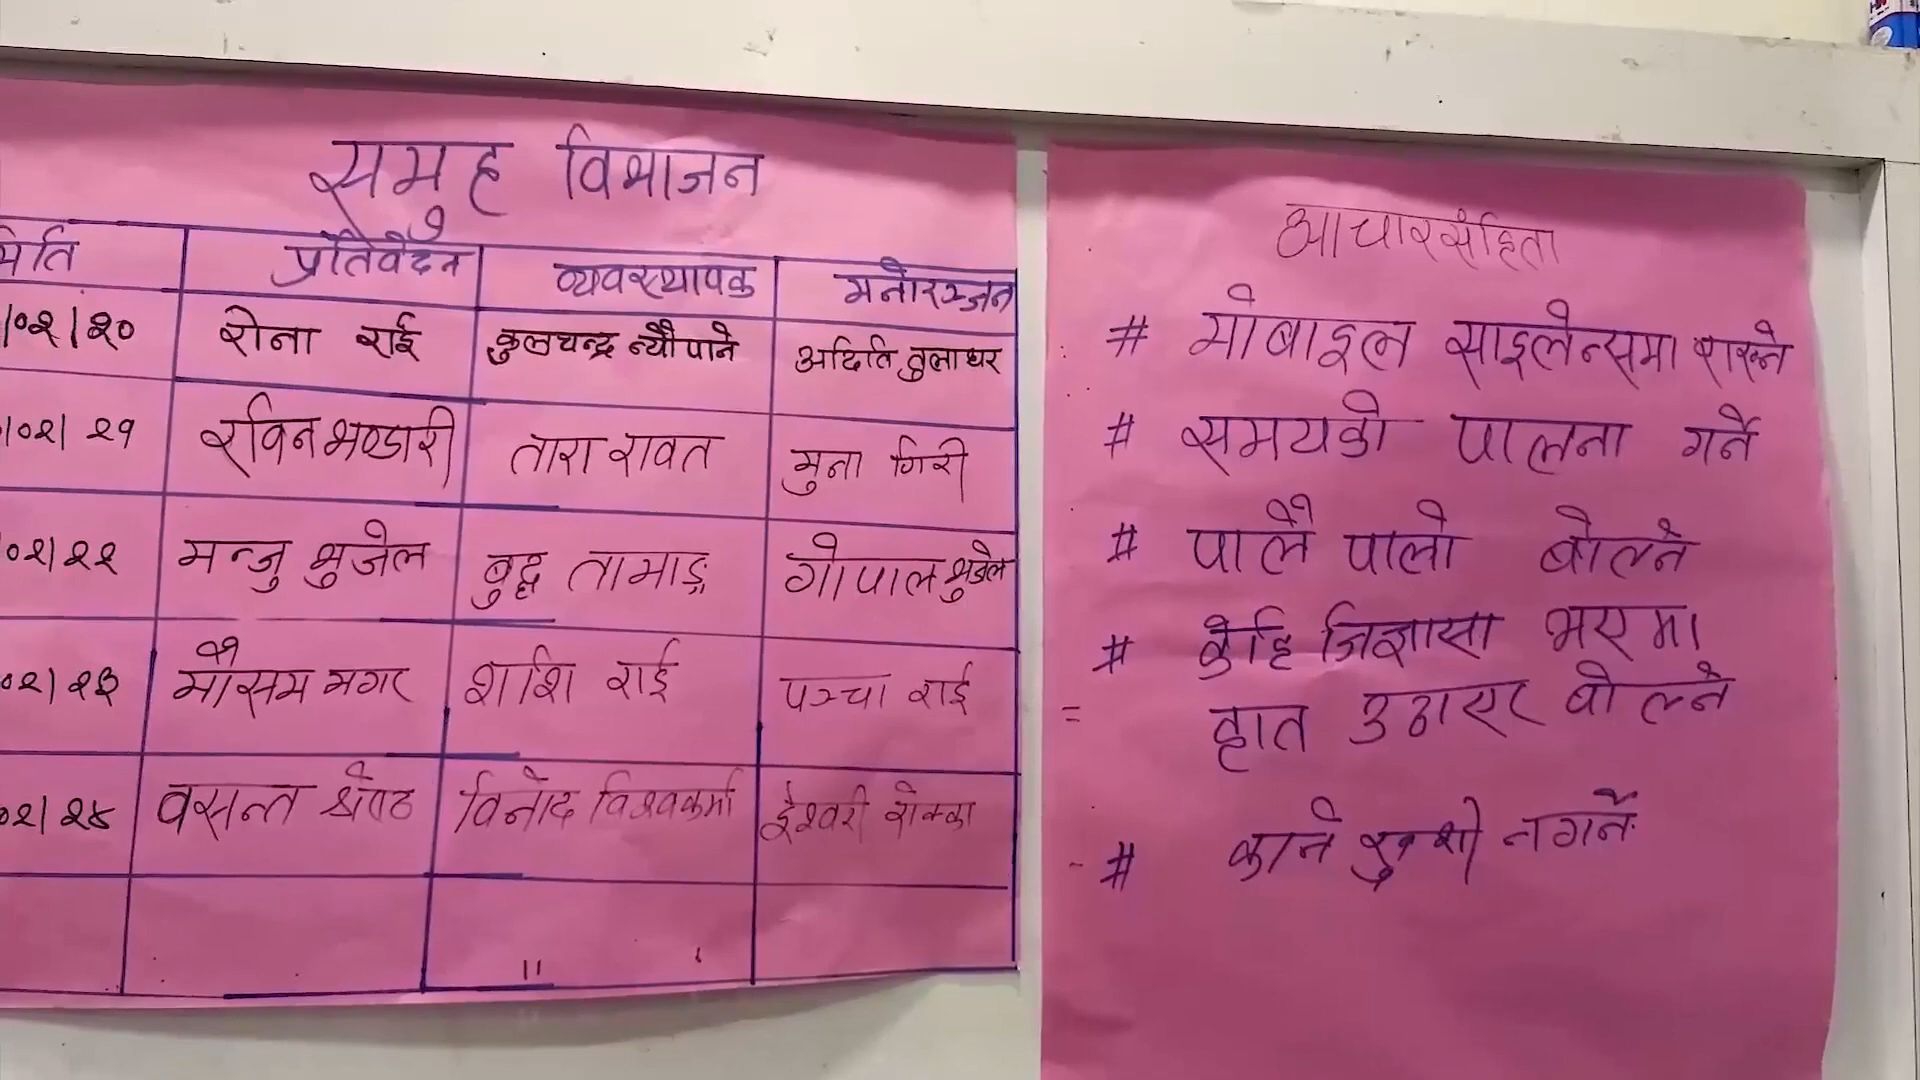 समुह विभाजन
मिति प्रतिवेदन व्यवस्थापक मनोरञ्जन
/०२/२० रोना राई कुलचन्द्र न्यौपाने अदिति तुलाधर
/०२/२१ रविन भण्डारी तारा रावत मुना गिरी
०२/२२ मन्जु भुजेल बुद्ध तामाङ्ग गोपाल भुजेल
०२/२३ मौसम मगर शशि राई पञ्चा राई
०२/२४ वसन्त श्रेष्ठ विनोद विश्वकर्मा ईश्वरी रोक्का
आचारसंहिता
# मोबाइल साइलेन्समा राख्ने
# समयको पालना गर्ने
# पालै पालो बोल्ने
# केहि जिज्ञासा भएमा
हात उठाएर बोल्ने
# काने खुशी नगर्ने